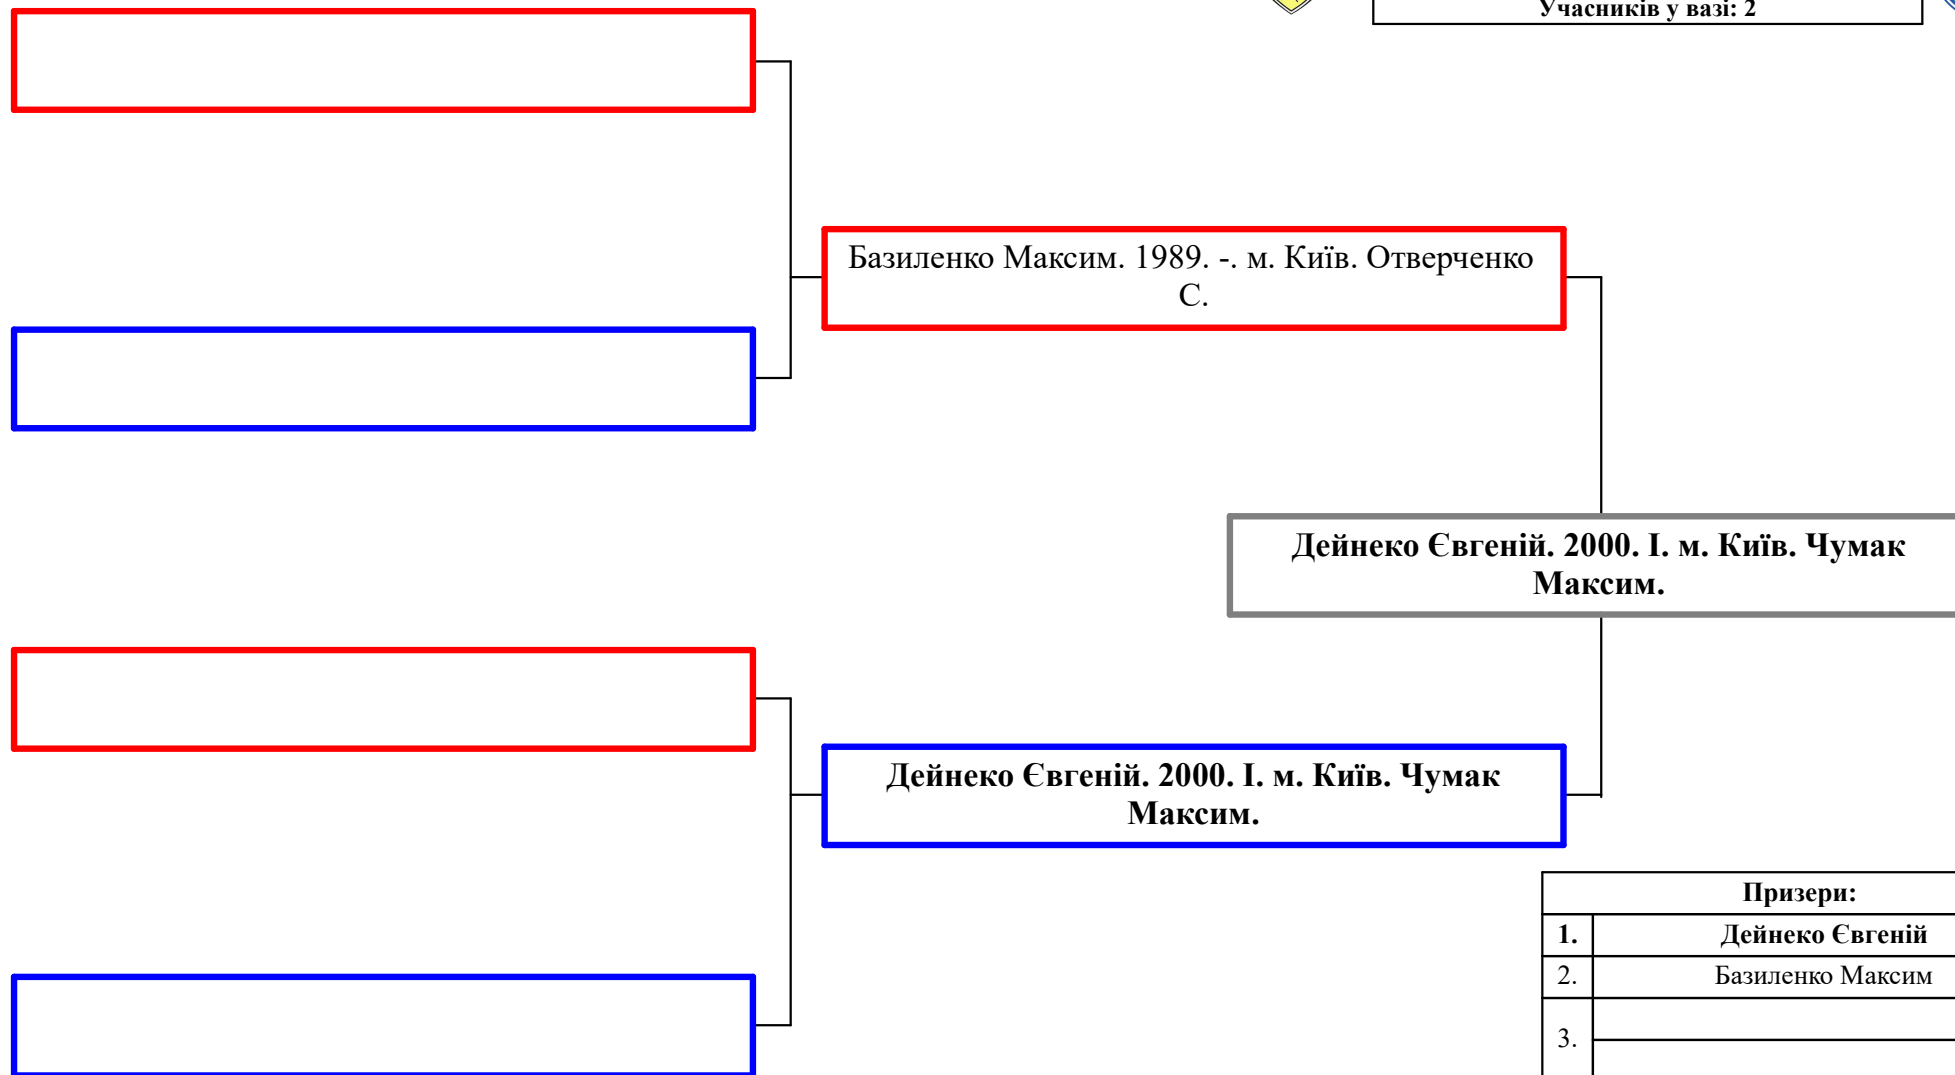 Учасників у вазі: 2
Базиленко Максим. 1989. -. м. Київ. Отверченко
С.
Дейнеко Євгеній. 2000. I. м. Київ. Чумак
Максим.
Дейнеко Євгеній. 2000. I. м. Київ. Чумак
Максим.
Призери:
1. Дейнеко Євгеній
2. Базиленко Максим
3.